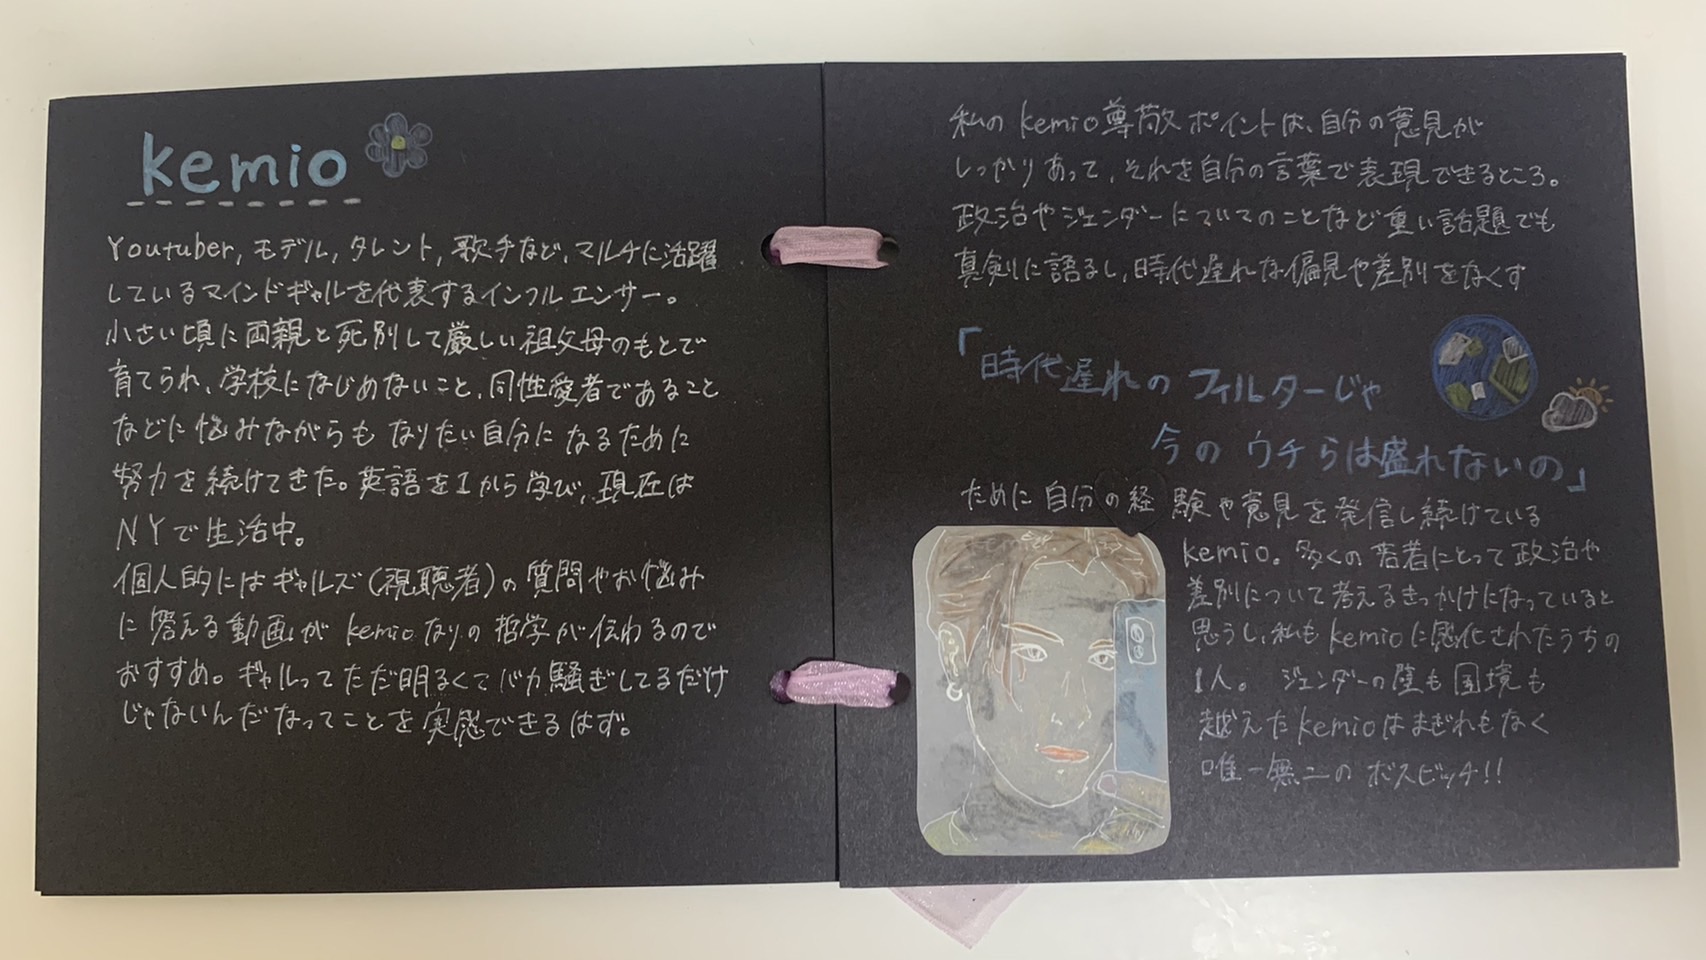 kemio
Youtuber, モデル, タレント, 歌手など, マルチに活躍
しているマインドギャルを代表するインフルエンサー。
小さい頃に両親と死別して厳しい祖父母のもとで
育てられ、学校になじめないこと、同性愛者であること
などに悩みながらもなりたい自分になるために
努力を続けてきた。英語を1から学び、現在は
NYで生活中。
個人的にはギャルズ(視聴者)の質問やお悩み
に答える動画がkemioなりの哲学が伝わるので
おすすめ。ギャルってただ明るくてバカ騒ぎしてるだけ
じゃないんだなってことを実感できるはず。
私のkemio尊敬ポイントは、自分の意見が
しっかりあって、それを自分の言葉で表現できるところ。
政治やジェンダーについてのことなど重い話題でも
真剣に語るし、時代遅れな偏見や差別をなくす
「時代遅れのフィルターじゃ
今のウチらは盛れないの」
ために自分の経験や意見を発信し続けている
kemio。多くの若者にとって政治や
差別について考えるきっかけになっていると
思うし、私もkemioに感化されたうちの
1人。ジェンダーの壁も国境も
越えたkemioはまぎれもなく
唯一無二のボスビッチ!!